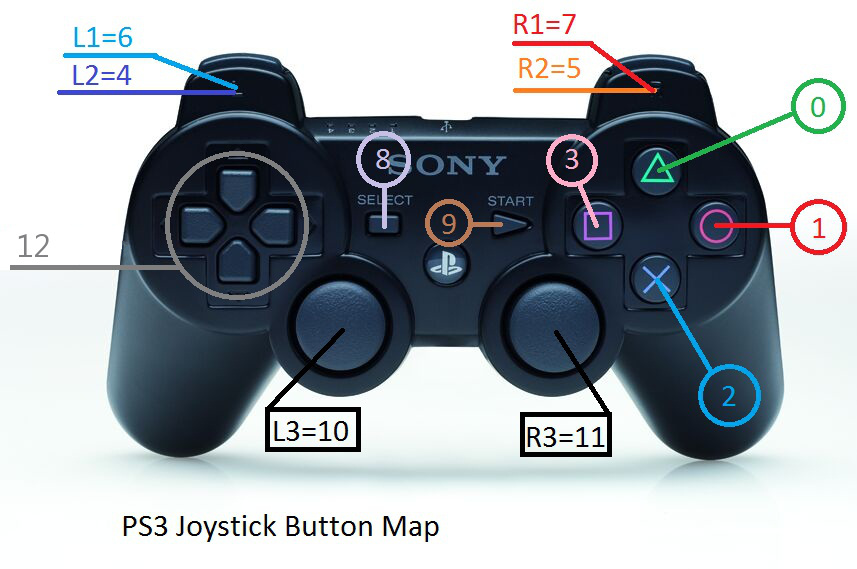 L1=6
L2=4
R1=7
R2=5
0
8
SONY
3
SELECT
9
START
1
12
2
L3=10
R3=11
PS3 Joystick Button Map